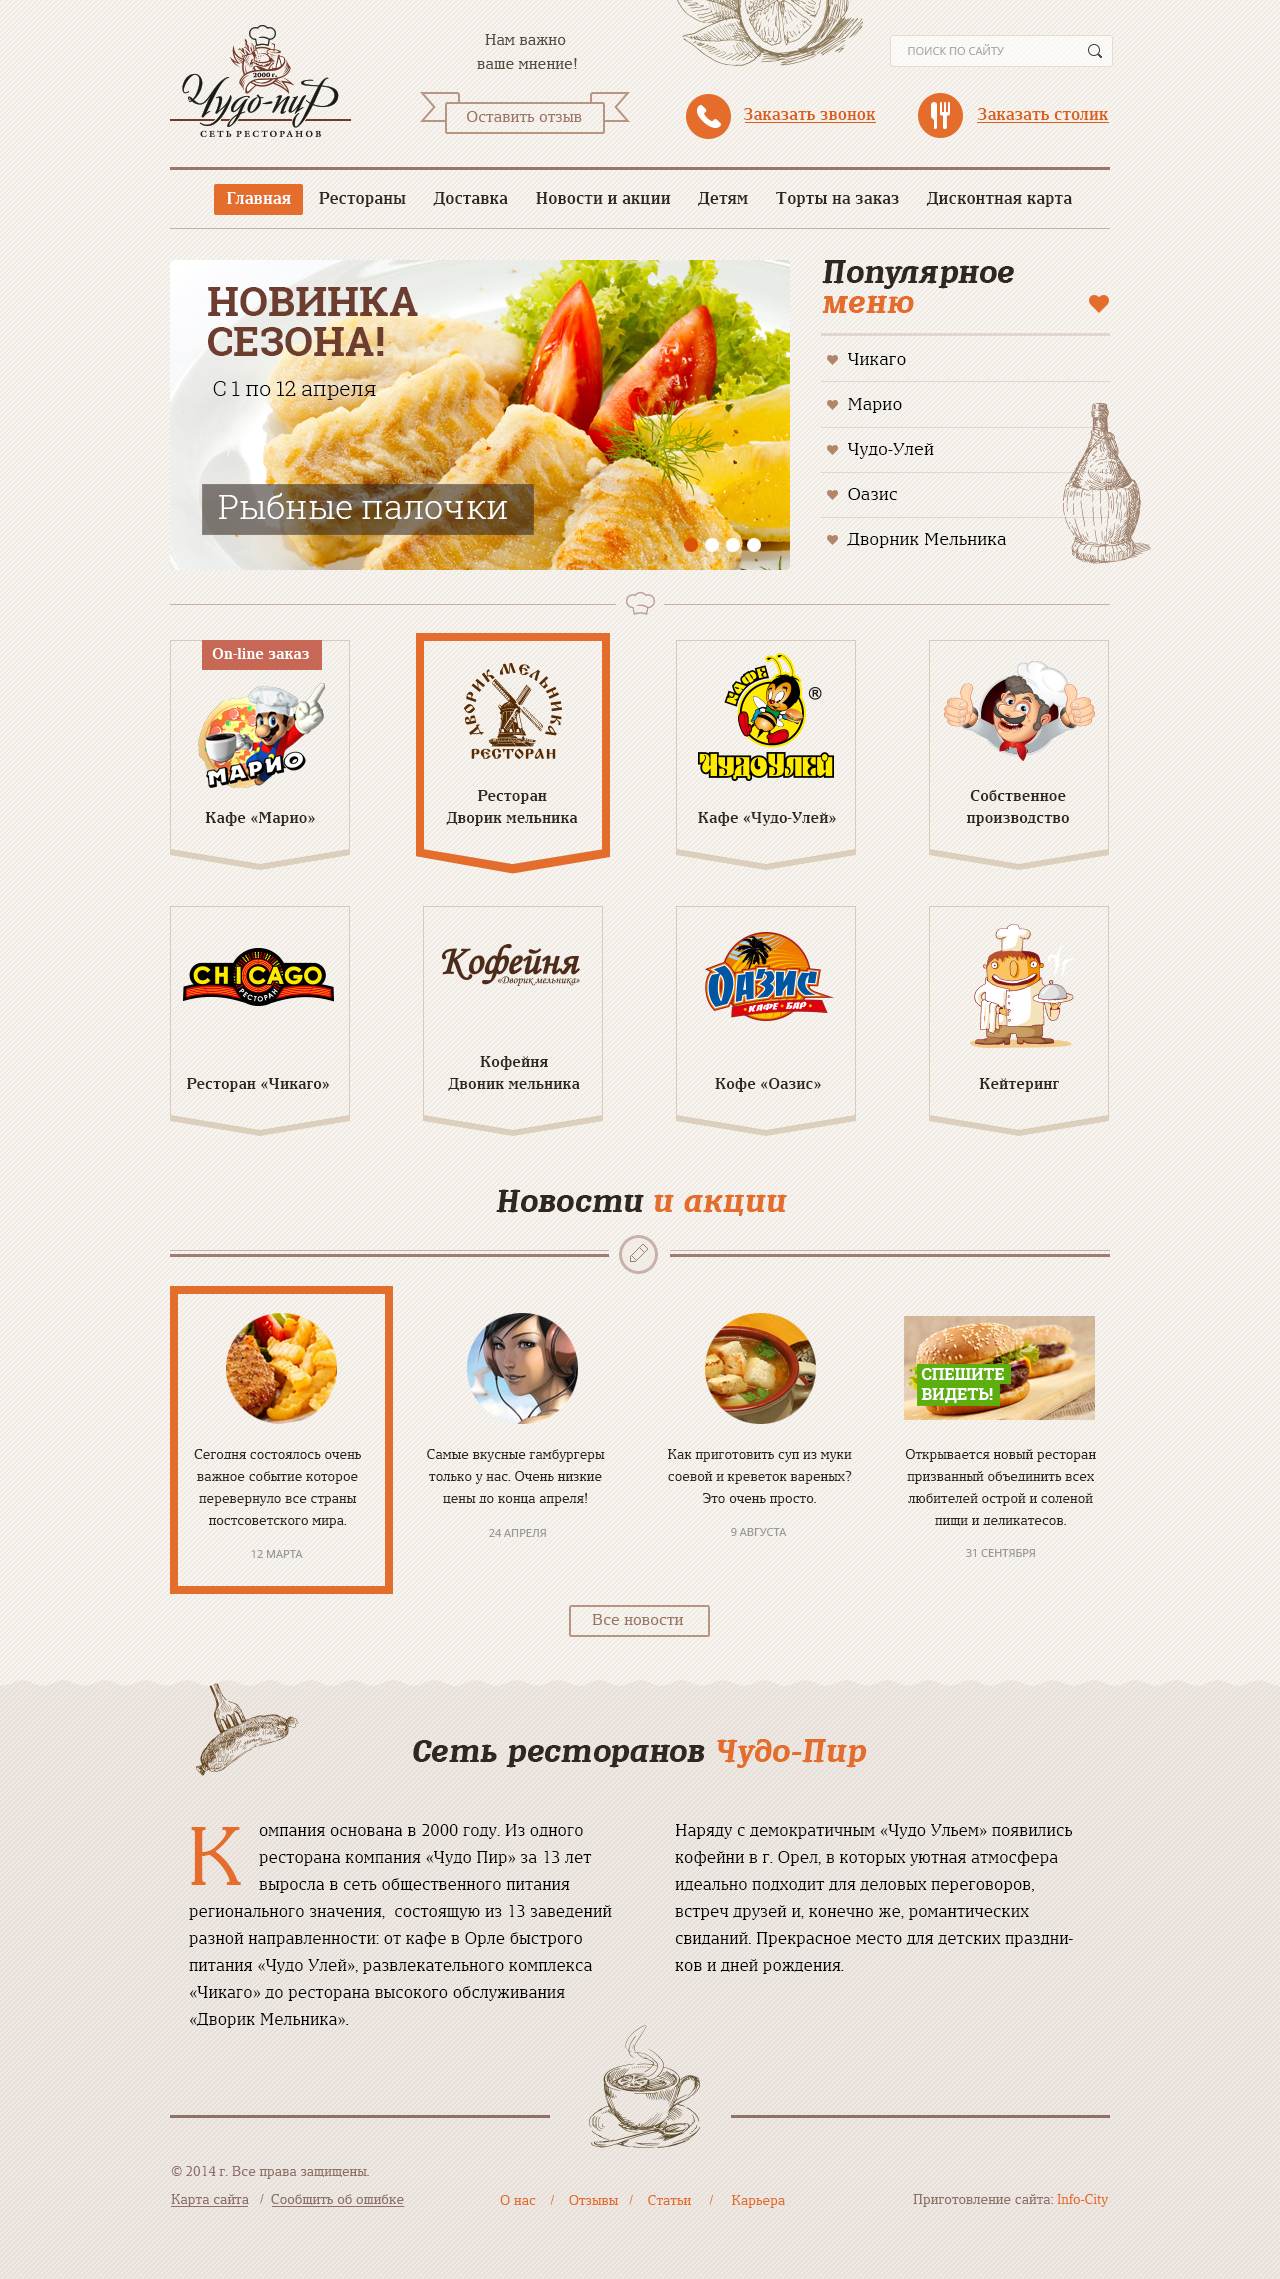 2000 г.
Чудо-пир
СЕТЬ РЕСТОРАНОВ
Нам важно
ваше мнение!
Оставить отзыв
ПОИСК ПО САЙТУ
Заказать звонок
Заказать столик
Главная
Рестораны
Доставка
Новости и акции
Детям
Торты на заказ
Дисконтная карта
НОВИНКА
СЕЗОНА!
С 1 по 12 апреля
Рыбные палочки
Популярное
меню
Чикаго
Марио
Чудо-Улей
Оазис
Дворник Мельника
On-line заказ
МАРИО
Кафе «Марио»
ДВОРИК МЕЛЬНИКА
РЕСТОРАН
Ресторан
Дворик мельника
КАФЕ
®
ЧУДОУЛЕЙ
Кафе «Чудо-Улей»
Собственное
производство
CHICAGO
РЕСТОРАН
Ресторан «Чикаго»
Кофейня
«Дворик мельника»
Кофейня
Двоник мельника
ОАЗИС
КАФЕ · БАР
Кофе «Оазис»
Кейтеринг
Новости и акции
Сегодня состоялось очень
важное событие которое
перевернуло все страны
постсоветского мира.
12 МАРТА
Самые вкусные гамбургеры
только у нас. Очень низкие
цены до конца апреля!
24 АПРЕЛЯ
Как приготовить суп из муки
соевой и креветок вареных?
Это очень просто.
9 АВГУСТА
СПЕШИТЕ
ВИДЕТЬ!
Открывается новый ресторан
призванный объединить всех
любителей острой и соленой
пищи и деликатесов.
31 СЕНТЯБРЯ
Все новости
Сеть ресторанов Чудо-Пир
Компания основана в 2000 году. Из одного
ресторана компания «Чудо Пир» за 13 лет
выросла в сеть общественного питания
регионального значения, состоящую из 13 заведений
разной направленности: от кафе в Орле быстрого
питания «Чудо Улей», развлекательного комплекса
«Чикаго» до ресторана высокого обслуживания
«Дворик Мельника».
Наряду с демократичным «Чудо Ульем» появились
кофейни в г. Орел, в которых уютная атмосфера
идеально подходит для деловых переговоров,
встреч друзей и, конечно же, романтических
свиданий. Прекрасное место для детских праздни-
ков и дней рождения.
© 2014 г. Все права защищены.
Карта сайта / Сообщить об ошибке
О нас / Отзывы / Статьи / Карьера
Приготовление сайта: Info-City